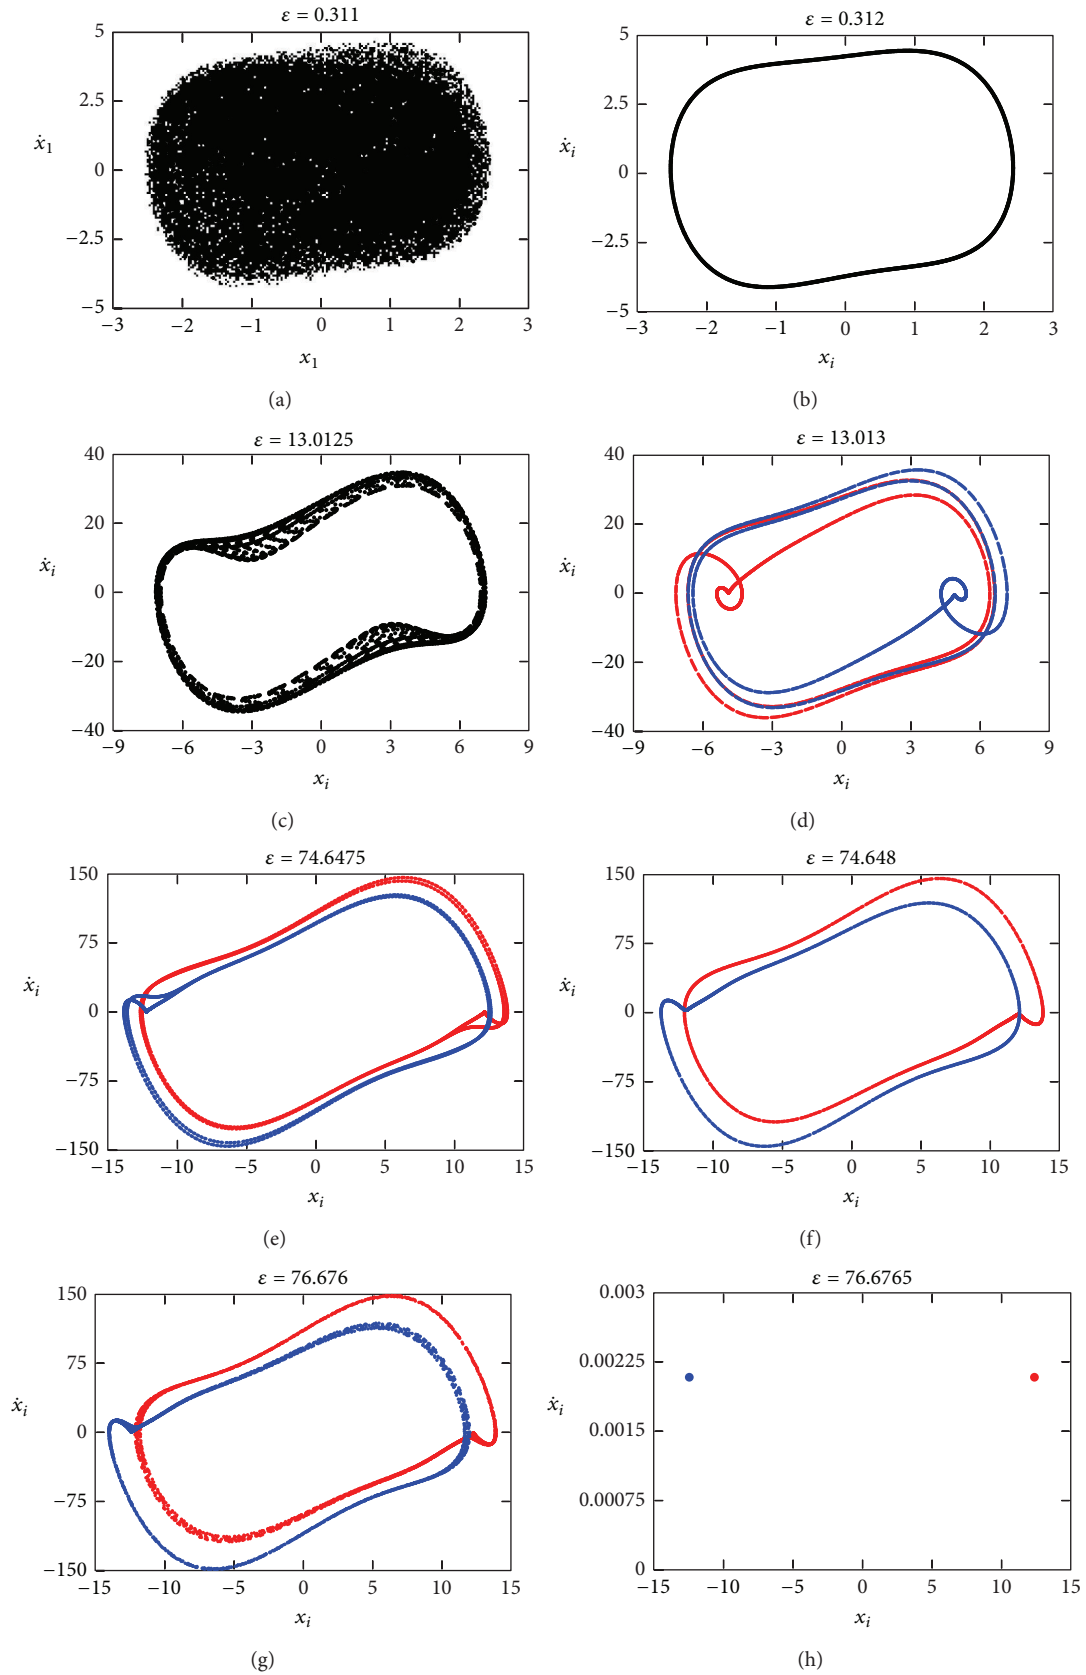 ε = 0.311
5
2.5
0
−2.5
−5
ẋ₁
−3 −2 −1 0 1 2 3
x₁
(a)
ε = 0.312
5
2.5
0
−2.5
−5
ẋᵢ
−3 −2 −1 0 1 2 3
xᵢ
(b)
ε = 13.0125
40
20
0
−20
−40
ẋᵢ
−9 −6 −3 0 3 6 9
xᵢ
(c)
ε = 13.013
40
20
0
−20
−40
ẋᵢ
−9 −6 −3 0 3 6 9
xᵢ
(d)
ε = 74.6475
150
75
0
−75
−150
ẋᵢ
−15 −10 −5 0 5 10 15
xᵢ
(e)
ε = 74.648
150
75
0
−75
−150
ẋᵢ
−15 −10 −5 0 5 10 15
xᵢ
(f)
ε = 76.676
150
75
0
−75
−150
ẋᵢ
−15 −10 −5 0 5 10 15
xᵢ
(g)
ε = 76.6765
0.003
0.00225
0.0015
0.00075
0
ẋᵢ
−15 −10 −5 0 5 10 15
xᵢ
(h)